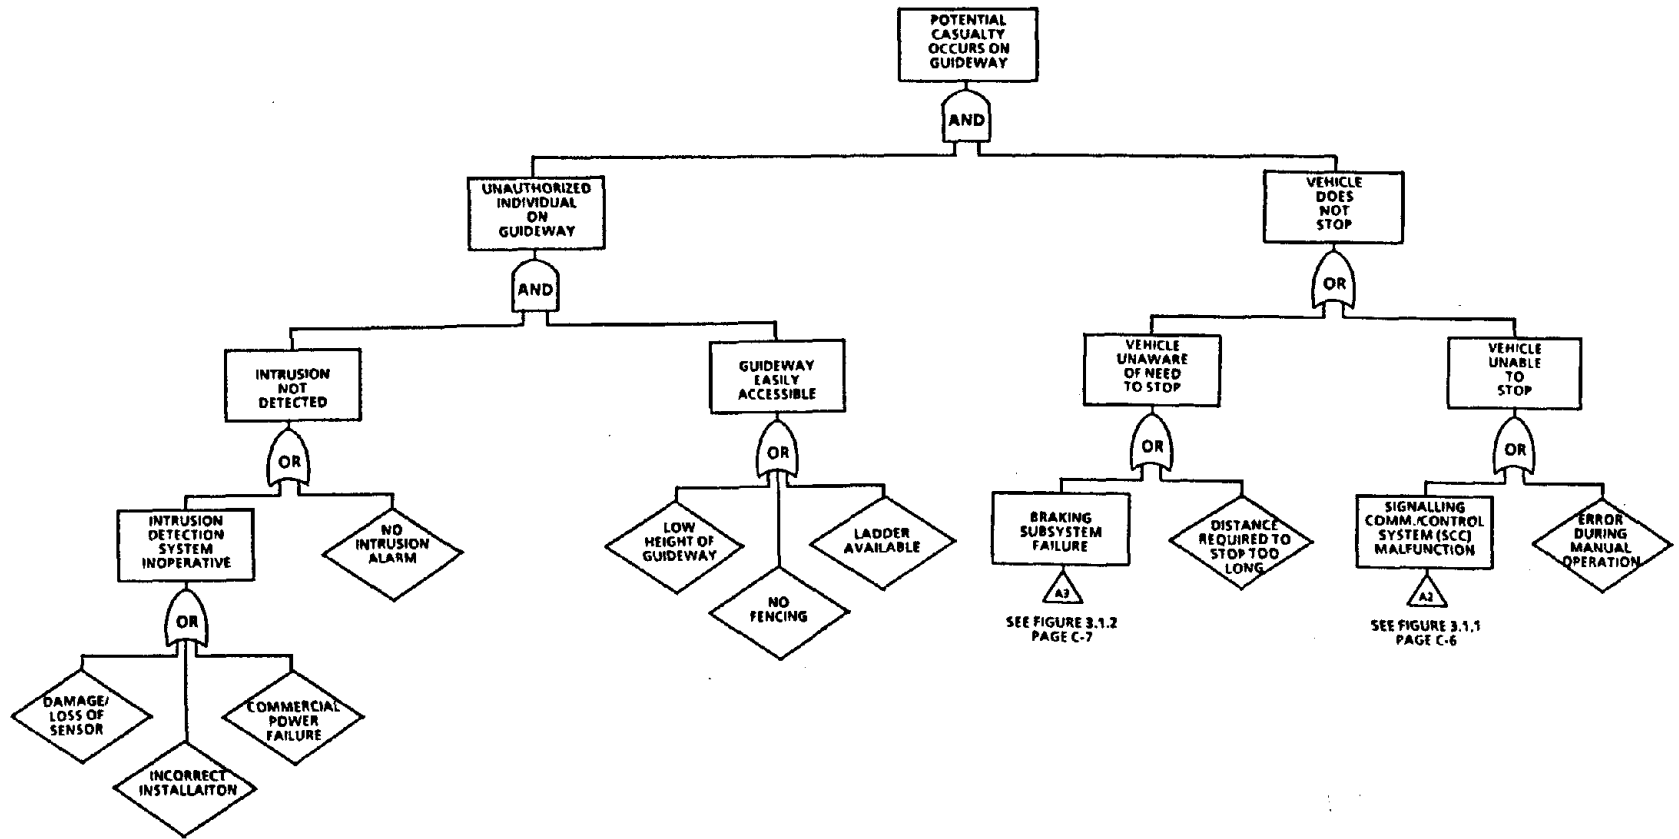 POTENTIAL
CASUALTY
OCCURS ON
GUIDEWAY
AND
UNAUTHORIZED
INDIVIDUAL
ON
GUIDEWAY
VEHICLE
DOES
NOT
STOP
AND
OR
INTRUSION
NOT
DETECTED
GUIDEWAY
EASILY
ACCESSIBLE
VEHICLE
UNAWARE
OF NEED
TO STOP
VEHICLE
UNABLE
TO
STOP
OR
OR
OR
OR
INTRUSION
DETECTION
SYSTEM
INOPERATIVE
NO
INTRUSION
ALARM
LOW
HEIGHT OF
GUIDEWAY
NO
FENCING
LADDER
AVAILABLE
BRAKING
SUBSYSTEM
FAILURE
A3
SEE FIGURE 3.1.2
PAGE C-7
DISTANCE
REQUIRED TO
STOP TOO
LONG
SIGNALLING
COMM./CONTROL
SYSTEM (SCC)
MALFUNCTION
A2
SEE FIGURE 3.1.1
PAGE C-6
ERROR
DURING
MANUAL
OPERATION
OR
DAMAGE/
LOSS OF
SENSOR
INCORRECT
INSTALLAITON
COMMERCIAL
POWER
FAILURE